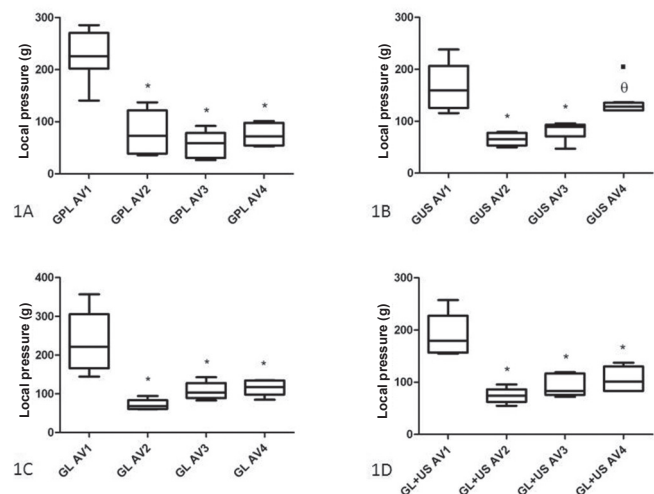 300
200
100
0
Local pressure (g)
*
*
*
GPL AV1
GPL AV2
GPL AV3
GPL AV4
1A
300
200
100
0
Local pressure (g)
*
*
θ
GUS AV1
GUS AV2
GUS AV3
GUS AV4
1B
400
300
200
100
0
Local pressure (g)
*
*
*
GL AV1
GL AV2
GL AV3
GL AV4
1C
300
200
100
0
Local pressure (g)
*
*
*
GL+US AV1
GL+US AV2
GL+US AV3
GL+US AV4
1D